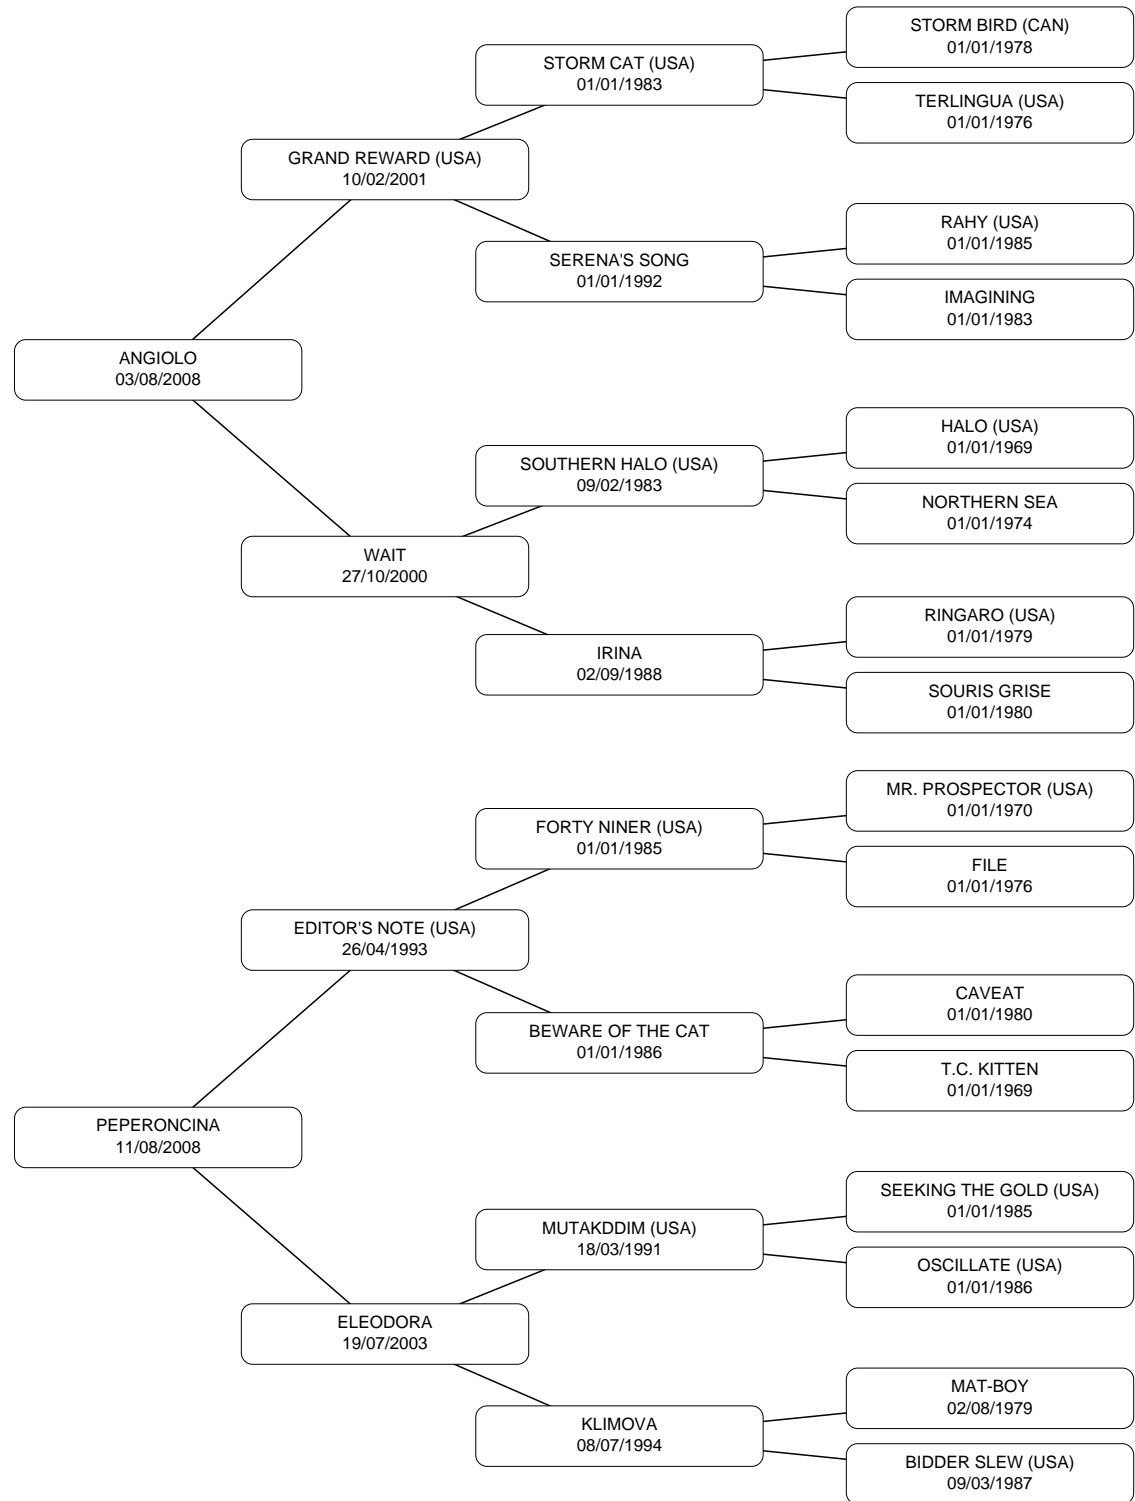 STORM BIRD (CAN)
01/01/1978
STORM CAT (USA)
01/01/1983
TERLINGUA (USA)
01/01/1976
GRAND REWARD (USA)
10/02/2001
RAHY (USA)
01/01/1985
SERENA'S SONG
01/01/1992
IMAGINING
01/01/1983
ANGIOLO
03/08/2008
HALO (USA)
01/01/1969
SOUTHERN HALO (USA)
09/02/1983
NORTHERN SEA
01/01/1974
WAIT
27/10/2000
RINGARO (USA)
01/01/1979
IRINA
02/09/1988
SOURIS GRISE
01/01/1980
MR. PROSPECTOR (USA)
01/01/1970
FORTY NINER (USA)
01/01/1985
FILE
01/01/1976
EDITOR'S NOTE (USA)
26/04/1993
CAVEAT
01/01/1980
BEWARE OF THE CAT
01/01/1986
T.C. KITTEN
01/01/1969
PEPERONCINA
11/08/2008
SEEKING THE GOLD (USA)
01/01/1985
MUTAKDDIM (USA)
18/03/1991
OSCILLATE (USA)
01/01/1986
ELEODORA
19/07/2003
MAT-BOY
02/08/1979
KLIMOVA
08/07/1994
BIDDER SLEW (USA)
09/03/1987